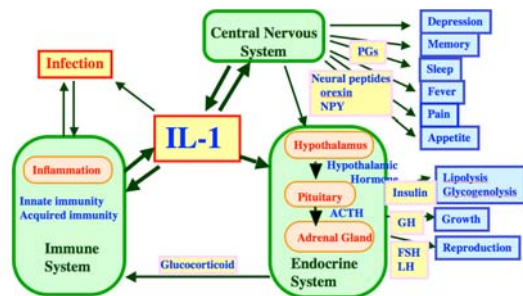 Central Nervous
System
PGs
Neural peptides
orexin
NPY
Depression
Memory
Sleep
Fever
Pain
Appetite
Infection
IL-1
Inflammation
Innate immunity
Acquired immunity
Immune
System
Hypothalamus
Hypothalamic
Hormone
Pituitary
ACTH
Adrenal Gland
Endocrine
System
Glucocorticoid
Insulin
GH
FSH
LH
Lipolysis
Glycogenolysis
Growth
Reproduction